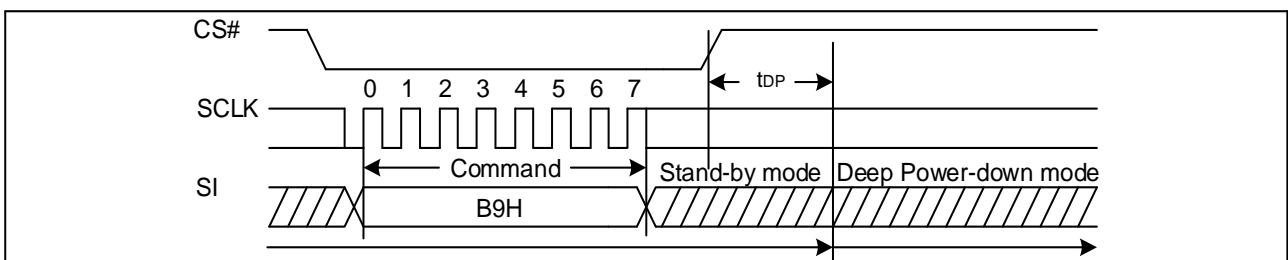 CS#
tDP
0 1 2 3 4 5 6 7
SCLK
Command
Stand-by mode Deep Power-down mode
SI
B9H